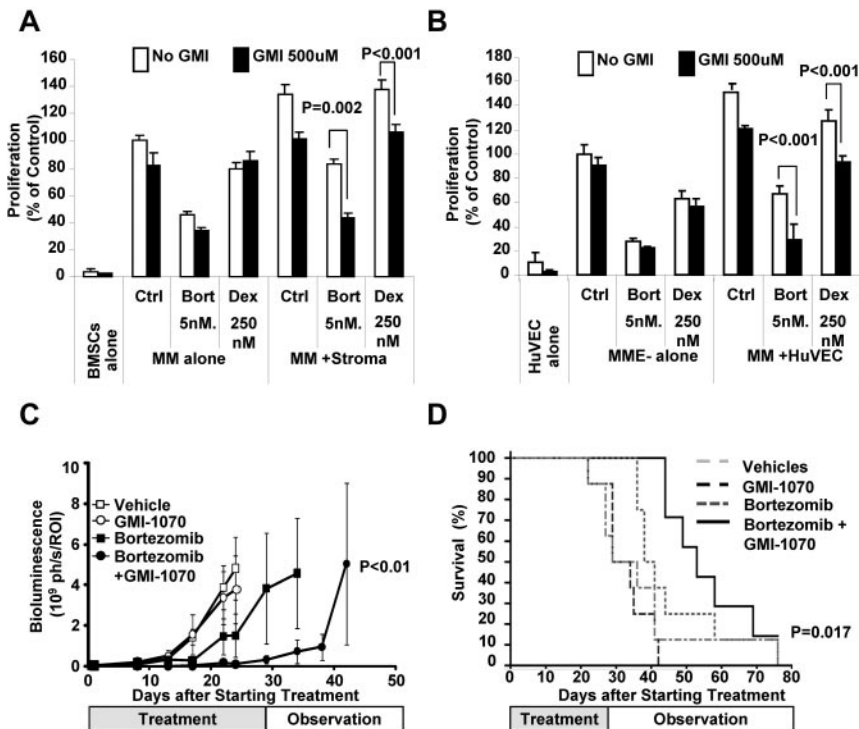 A
No GMI
GMI 500uM
P<0.001
P=0.002
Proliferation
(% of Control)
160
140
120
100
80
60
40
20
0
BMSCs
alone
Ctrl
Bort
5nM.
Dex
250
nM
Ctrl
Bort
5nM.
Dex
250
nM
MM alone
MM +Stroma
B
No GMI
GMI 500uM
P<0.001
P<0.001
Proliferation
(% of Control)
180
160
140
120
100
80
60
40
20
0
HuVEC
alone
Ctrl
Bort
5nM.
Dex
250
nM
Ctrl
Bort
5nM.
Dex
250
nM
MME- alone
MM +HuVEC
C
Bioluminescence
(10⁹ ph/s/ROI)
10
8
6
4
2
0
Vehicle
GMI-1070
Bortezomib
Bortezomib
+GMI-1070
P<0.01
0 10 20 30 40 50
Days after Starting Treatment
Treatment
Observation
D
Survival (%)
100
90
80
70
60
50
40
30
20
10
0
Vehicles
GMI-1070
Bortezomib
Bortezomib +
GMI-1070
P=0.017
0 20 40 60 80
Days after Starting Treatment
Treatment
Observation